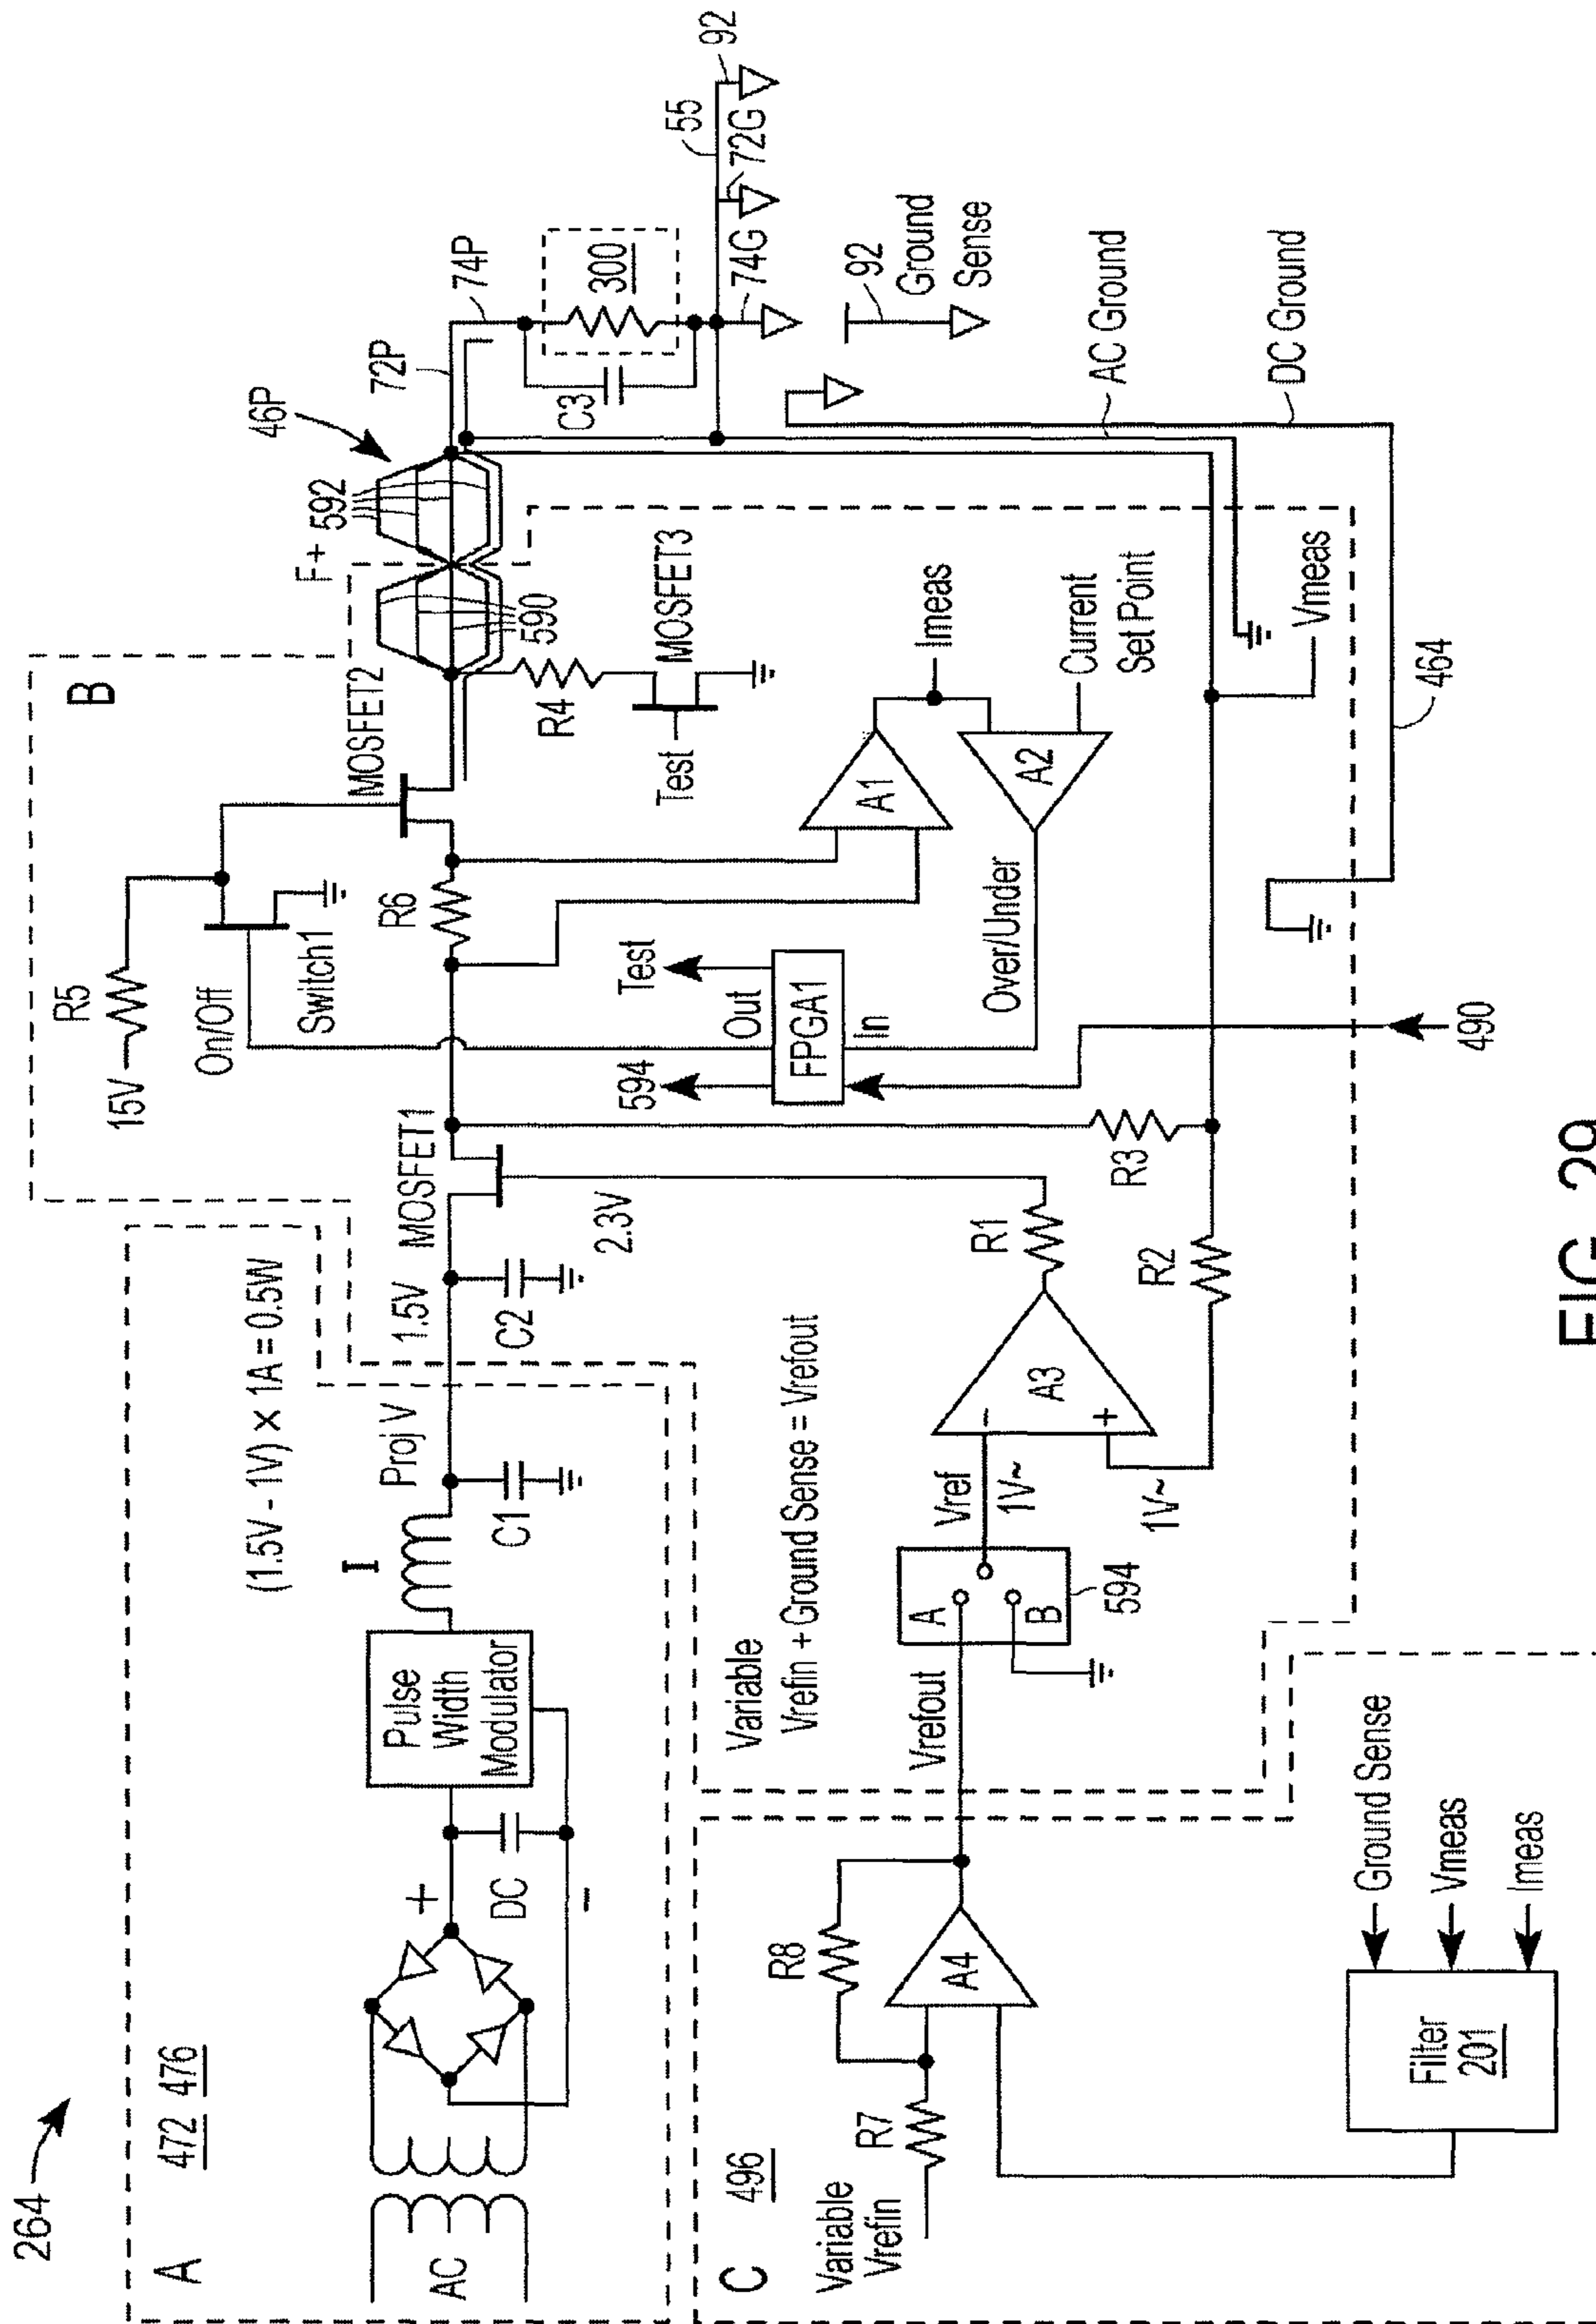 264
A
472 476
AC
+
DC
-
Pulse
Width
Modulator
I
(1.5V - 1V) × 1A = 0.5W
Proj V
C1
1.5V
C2
MOSFET1
2.3V
B
15V
R5
On/Off
Switch1
R6
MOSFET2
F+
592
590
46P
72P
74P
C3
300
55
92
72G
74G
92
Ground
Sense
AC Ground
DC Ground
R4
Test
MOSFET3
594
Out
Test
FPGA1
In
Over/Under
A1
Imeas
A2
Current
Set Point
Vmeas
464
490
R3
R1
R2
A3
-
+
Vref
1V~
1V~
Variable
Vrefin + Ground Sense = Vrefout
Vrefout
A
B
594
C
496
Variable
Vrefin
R7
R8
A4
Filter
201
Ground Sense
Vmeas
Imeas
FIG. 29